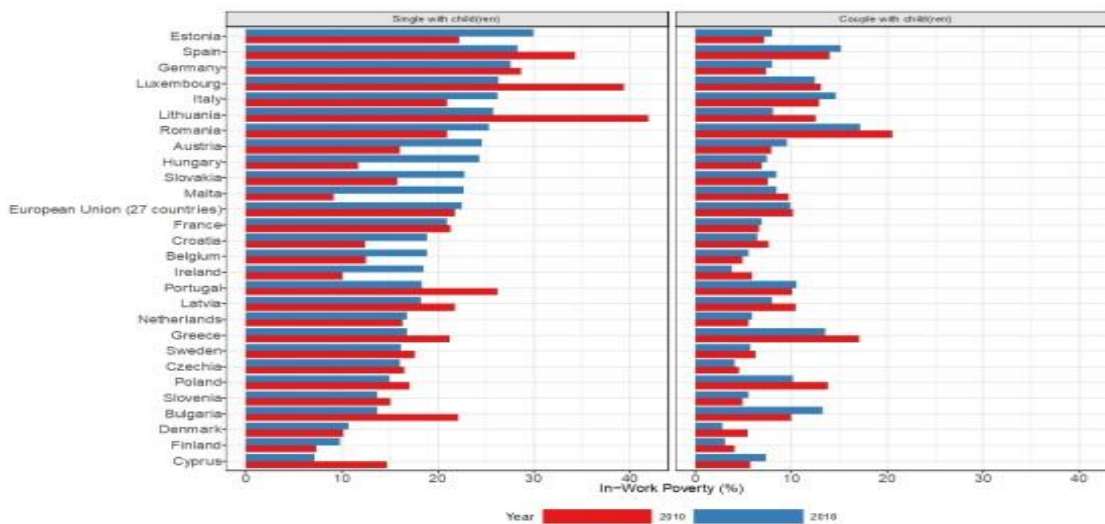 Single with child(ren)
Couple with child(ren)
Estonia
Spain
Germany
Luxembourg
Italy
Lithuania
Romania
Austria
Hungary
Slovakia
Malta
European Union (27 countries)
France
Croatia
Belgium
Ireland
Portugal
Latvia
Netherlands
Greece
Sweden
Czechia
Poland
Slovenia
Bulgaria
Denmark
Finland
Cyprus
0 10 20 30 40 0 10 20 30 40
In-Work Poverty (%)
Year 2010 2018